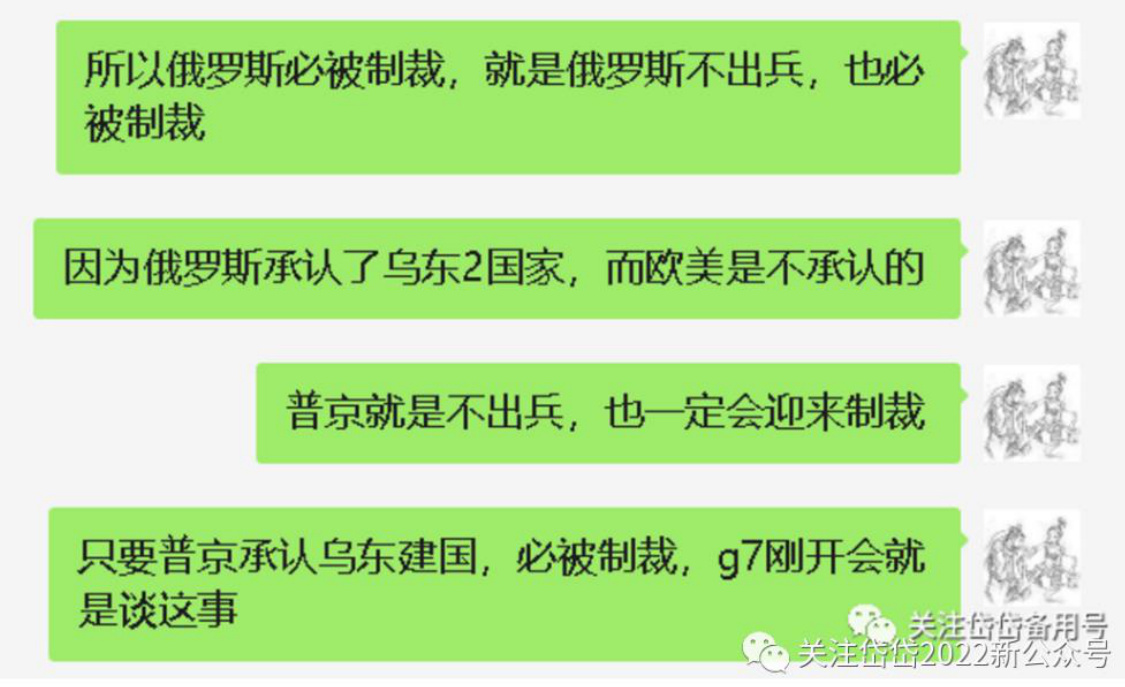 所以俄罗斯必被制裁，就是俄罗斯不出兵，也必
被制裁
因为俄罗斯承认了乌东2国家，而欧美是不承认的
普京就是不出兵，也一定会迎来制裁
只要普京承认乌东建国，必被制裁，g7刚开会就
是谈这事
关注岱岱备用号
关注岱岱2022新公众号